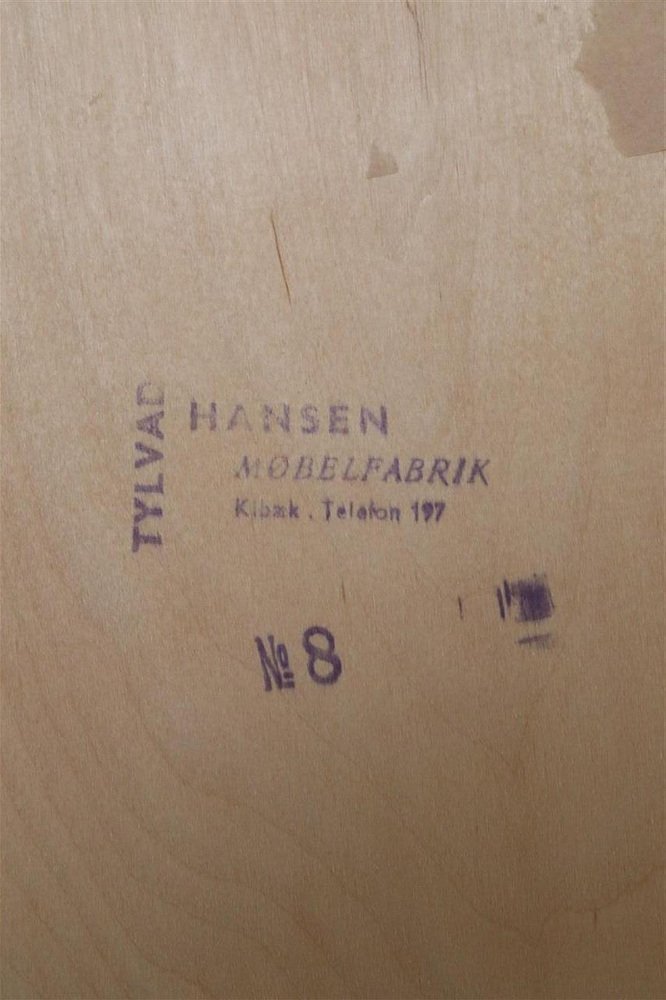 TYLVAD
HANSEN
MØBELFABRIK
Kibæk. Telefon 197
№ 8